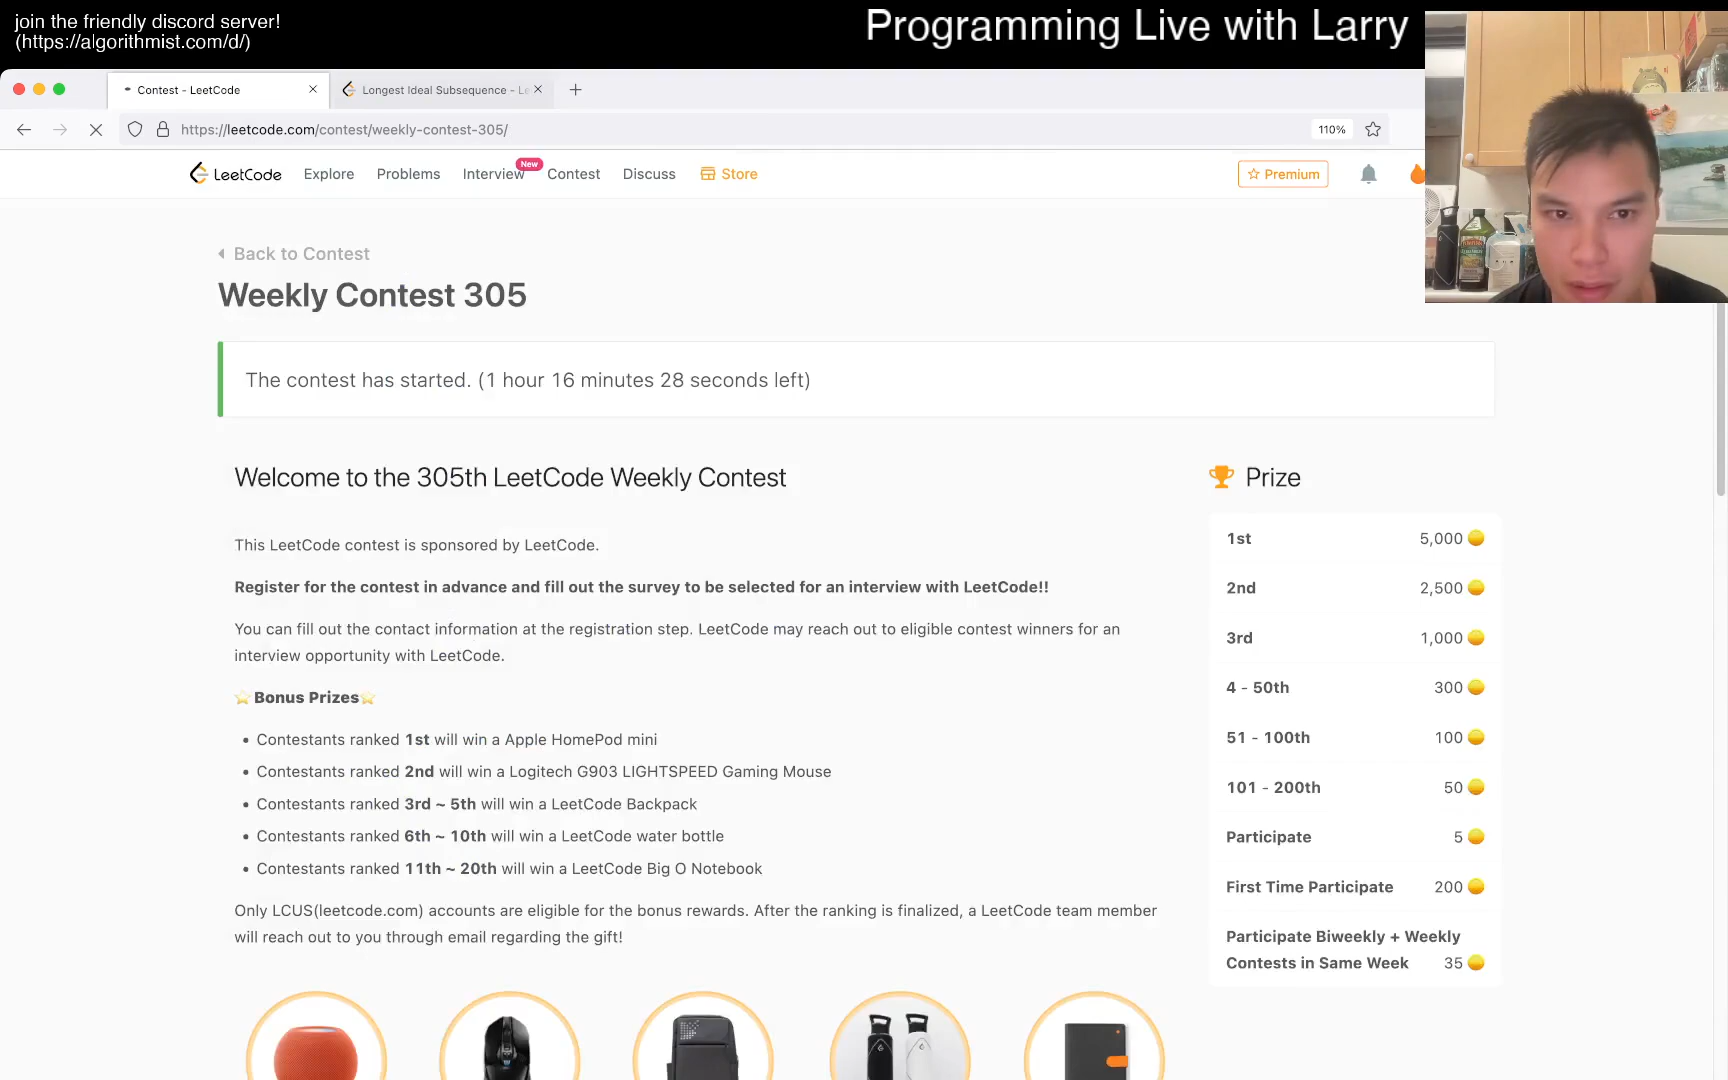 join the friendly discord server!
(https://algorithmist.com/d/)
Programming Live with Larry
Contest - LeetCode
Longest Ideal Subsequence - Le
https://leetcode.com/contest/weekly-contest-305/
110%
LeetCode
Explore
Problems
Interview
New
Contest
Discuss
Store
Premium
Back to Contest
Weekly Contest 305
The contest has started. (1 hour 16 minutes 28 seconds left)
Welcome to the 305th LeetCode Weekly Contest
This LeetCode contest is sponsored by LeetCode.
Register for the contest in advance and fill out the survey to be selected for an interview with LeetCode!!
You can fill out the contact information at the registration step. LeetCode may reach out to eligible contest winners for an
interview opportunity with LeetCode.
⭐Bonus Prizes⭐
• Contestants ranked 1st will win a Apple HomePod mini
• Contestants ranked 2nd will win a Logitech G903 LIGHTSPEED Gaming Mouse
• Contestants ranked 3rd ~ 5th will win a LeetCode Backpack
• Contestants ranked 6th ~ 10th will win a LeetCode water bottle
• Contestants ranked 11th ~ 20th will win a LeetCode Big O Notebook
Only LCUS(leetcode.com) accounts are eligible for the bonus rewards. After the ranking is finalized, a LeetCode team member
will reach out to you through email regarding the gift!
Prize
1st 5,000
2nd 2,500
3rd 1,000
4 - 50th 300
51 - 100th 100
101 - 200th 50
Participate 5
First Time Participate 200
Participate Biweekly + Weekly
Contests in Same Week 35